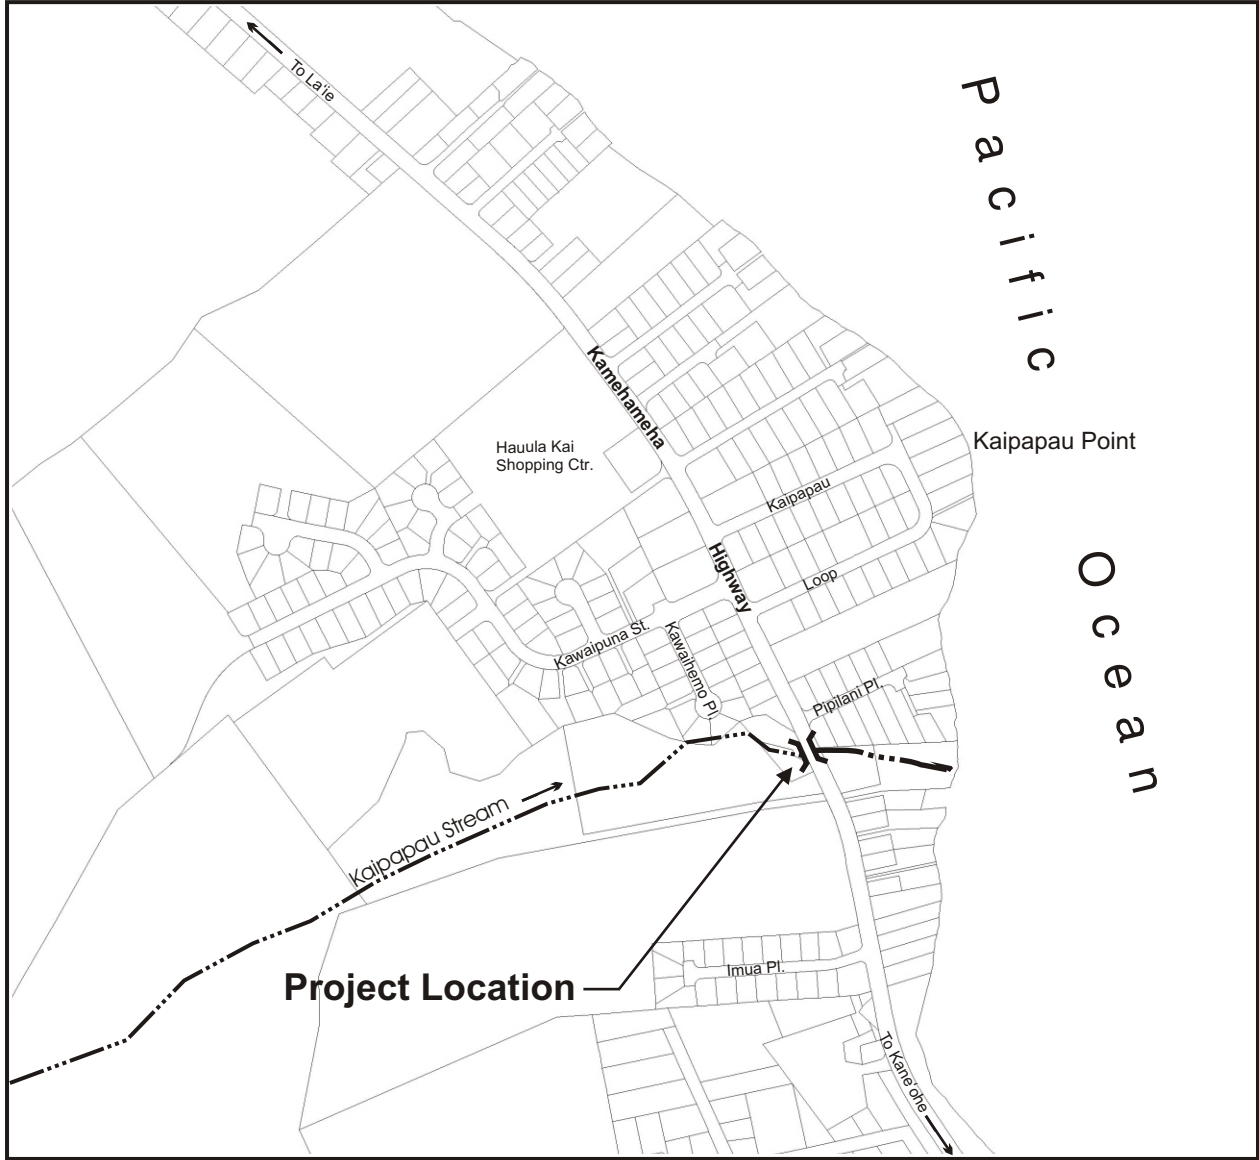 To La'ie
Pacific
Kamehameha
Hauula Kai
Shopping Ctr.
Kaipapau Point
Kaipapau
Highway
Loop
Ocean
Kawaipuna St.
Kawaihemo Pl.
Pipilani Pl.
Kaipapau Stream
Project Location
Imua Pl.
To Kane'ohe